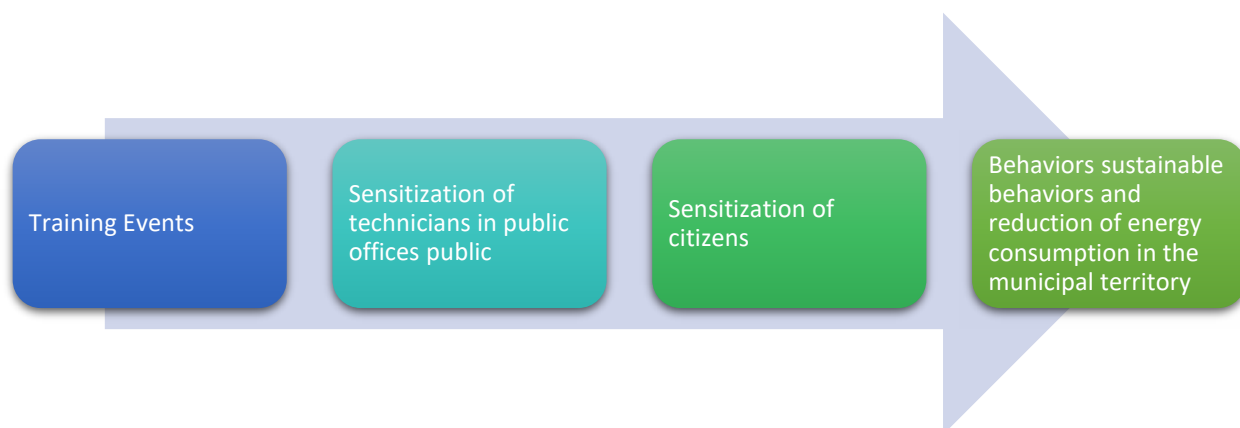 Training Events
Sensitization of
technicians in public
offices public
Sensitization of
citizens
Behaviors sustainable
behaviors and
reduction of energy
consumption in the
municipal territory